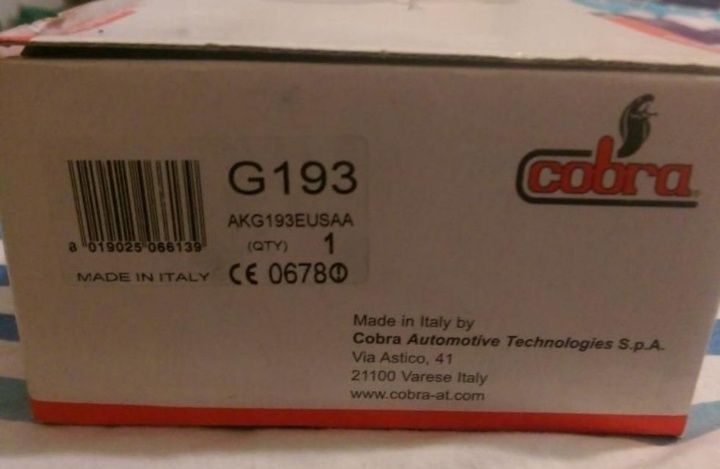 cobra
G193
AKG193EUSAA
(QTY) 1
8 019025 066139
MADE IN ITALY
CE 0678
Made in Italy by
Cobra Automotive Technologies S.p.A.
Via Astico, 41
21100 Varese Italy
www.cobra-at.com